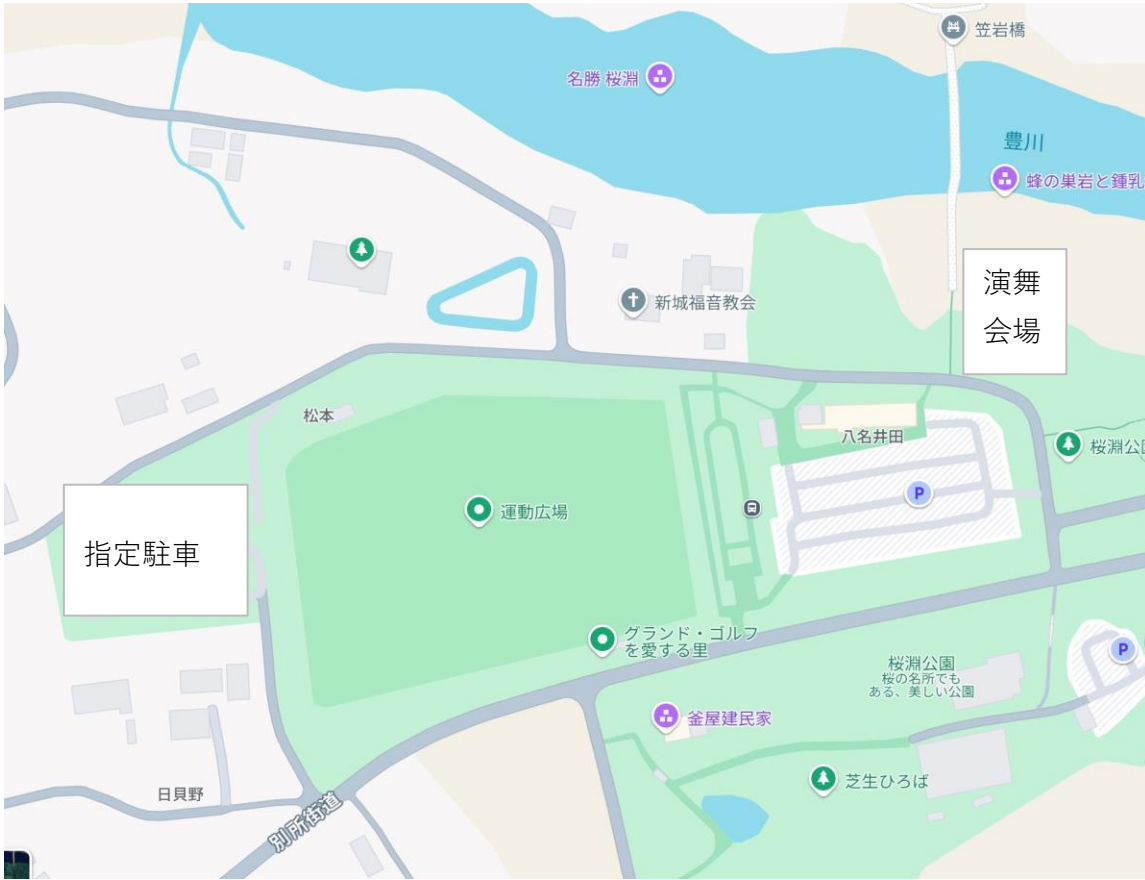 笠岩橋
名勝 桜淵
豊川
蜂の巣岩と鍾乳
演舞
会場
新城福音教会
松本
八名井田
桜淵公園
P
運動広場
指定駐車
グランド・ゴルフ
を愛する里
桜淵公園
桜の名所でも
ある、美しい公園
P
釜屋建民家
芝生ひろば
日貝野
別所街道